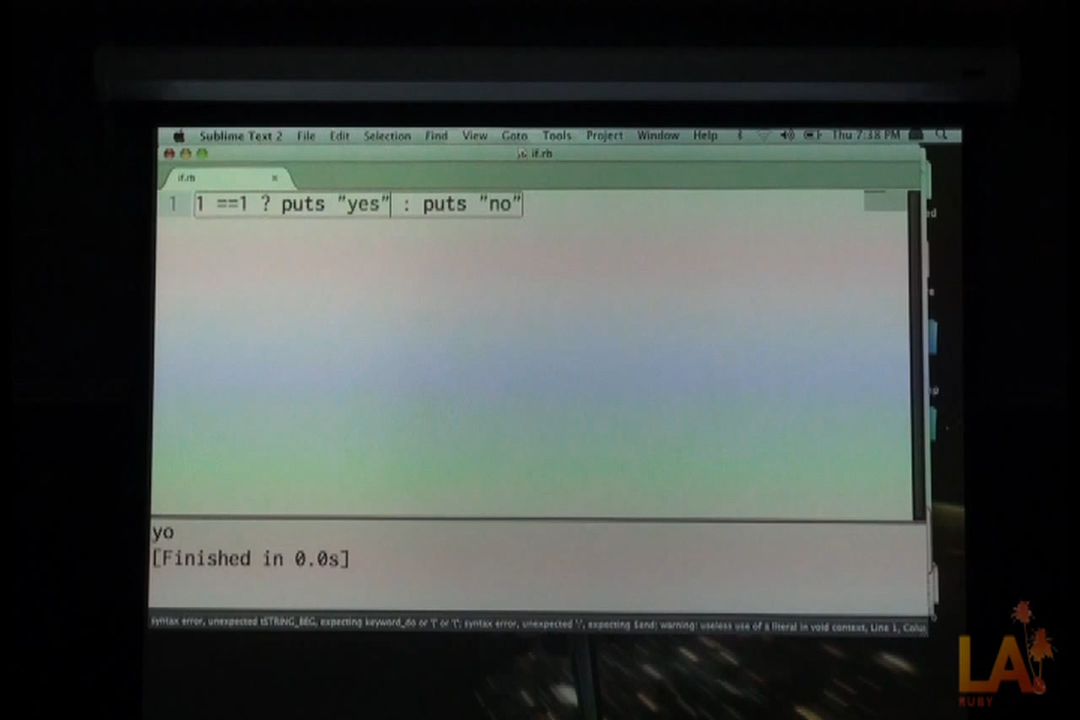 Sublime Text 2 File Edit Selection Find View Goto Tools Project Window Help Thu 7:38 PM
if.rb
if.rb ×
1 1 ==1 ? puts "yes" : puts "no"
yo
[Finished in 0.0s]
syntax error, unexpected tSTRING_BEG, expecting keyword_do or '{' or '('; syntax error, unexpected ':', expecting $end; warning: useless use of a literal in void context, Line 1, Colu
LA
RUBY